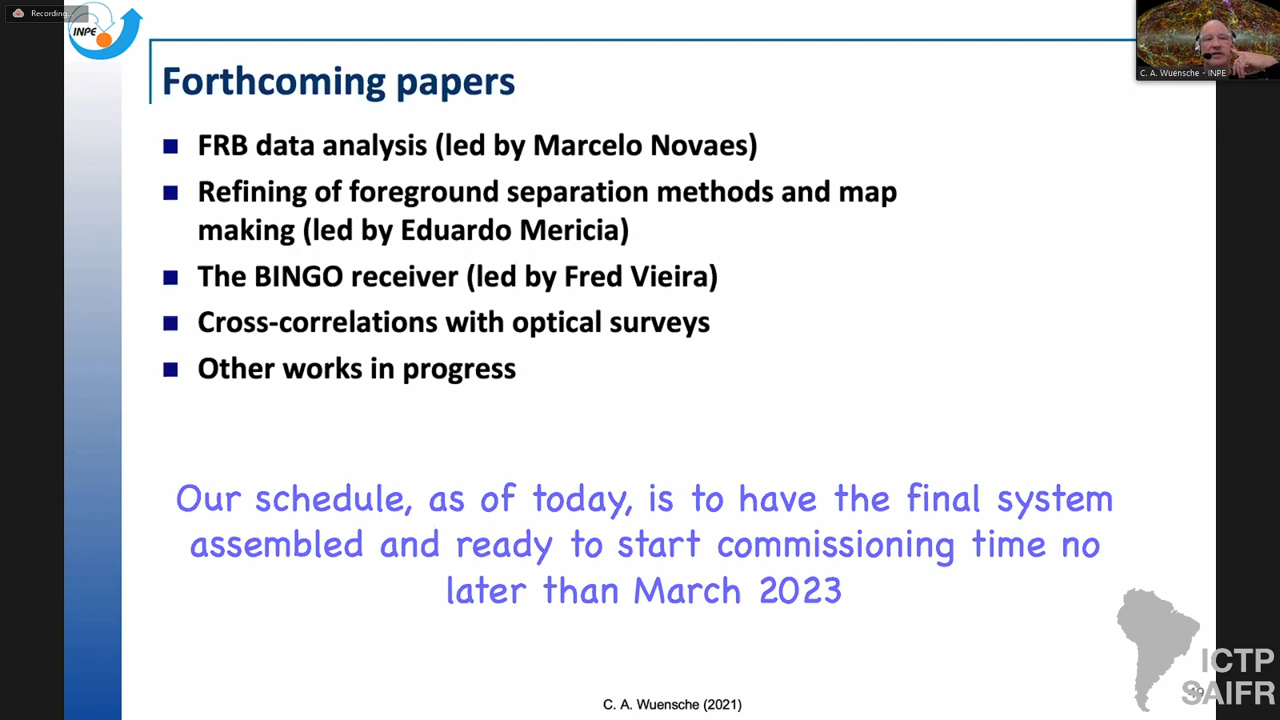 Recording...
INPE
C. A. Wuensche - INPE
Forthcoming papers
FRB data analysis (led by Marcelo Novaes)
Refining of foreground separation methods and map
making (led by Eduardo Mericia)
The BINGO receiver (led by Fred Vieira)
Cross-correlations with optical surveys
Other works in progress
Our schedule, as of today, is to have the final system
assembled and ready to start commissioning time no
later than March 2023
ICTP
SAIFR
C. A. Wuensche (2021)